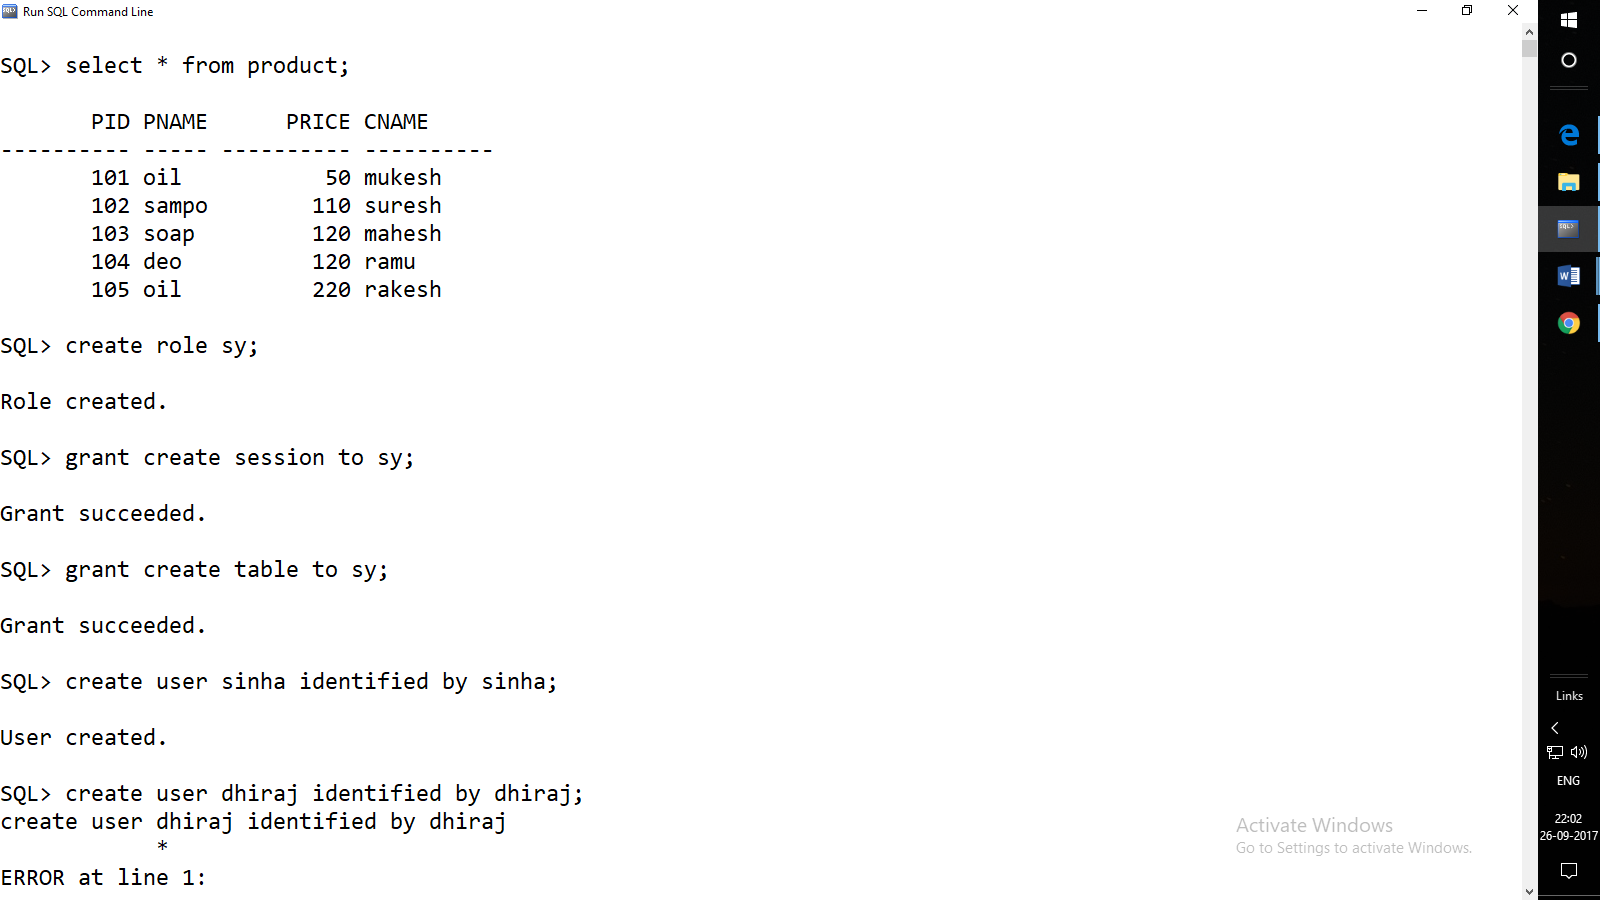 Run SQL Command Line
SQL> select * from product;
PID PNAME PRICE CNAME
---------- ----- ---------- ----------
101 oil 50 mukesh
102 sampo 110 suresh
103 soap 120 mahesh
104 deo 120 ramu
105 oil 220 rakesh
SQL> create role sy;
Role created.
SQL> grant create session to sy;
Grant succeeded.
SQL> grant create table to sy;
Grant succeeded.
SQL> create user sinha identified by sinha;
User created.
SQL> create user dhiraj identified by dhiraj;
create user dhiraj identified by dhiraj
*
ERROR at line 1:
Activate Windows
Go to Settings to activate Windows.
Links
ENG
22:02
26-09-2017